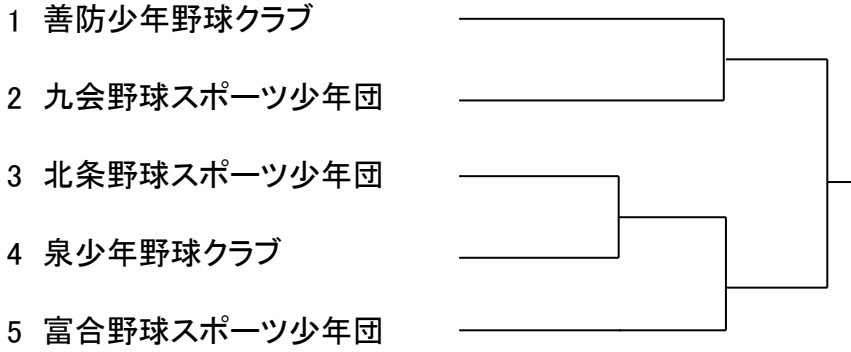 1 善防少年野球クラブ
2 九会野球スポーツ少年団
3 北条野球スポーツ少年団
4 泉少年野球クラブ
5 富合野球スポーツ少年団